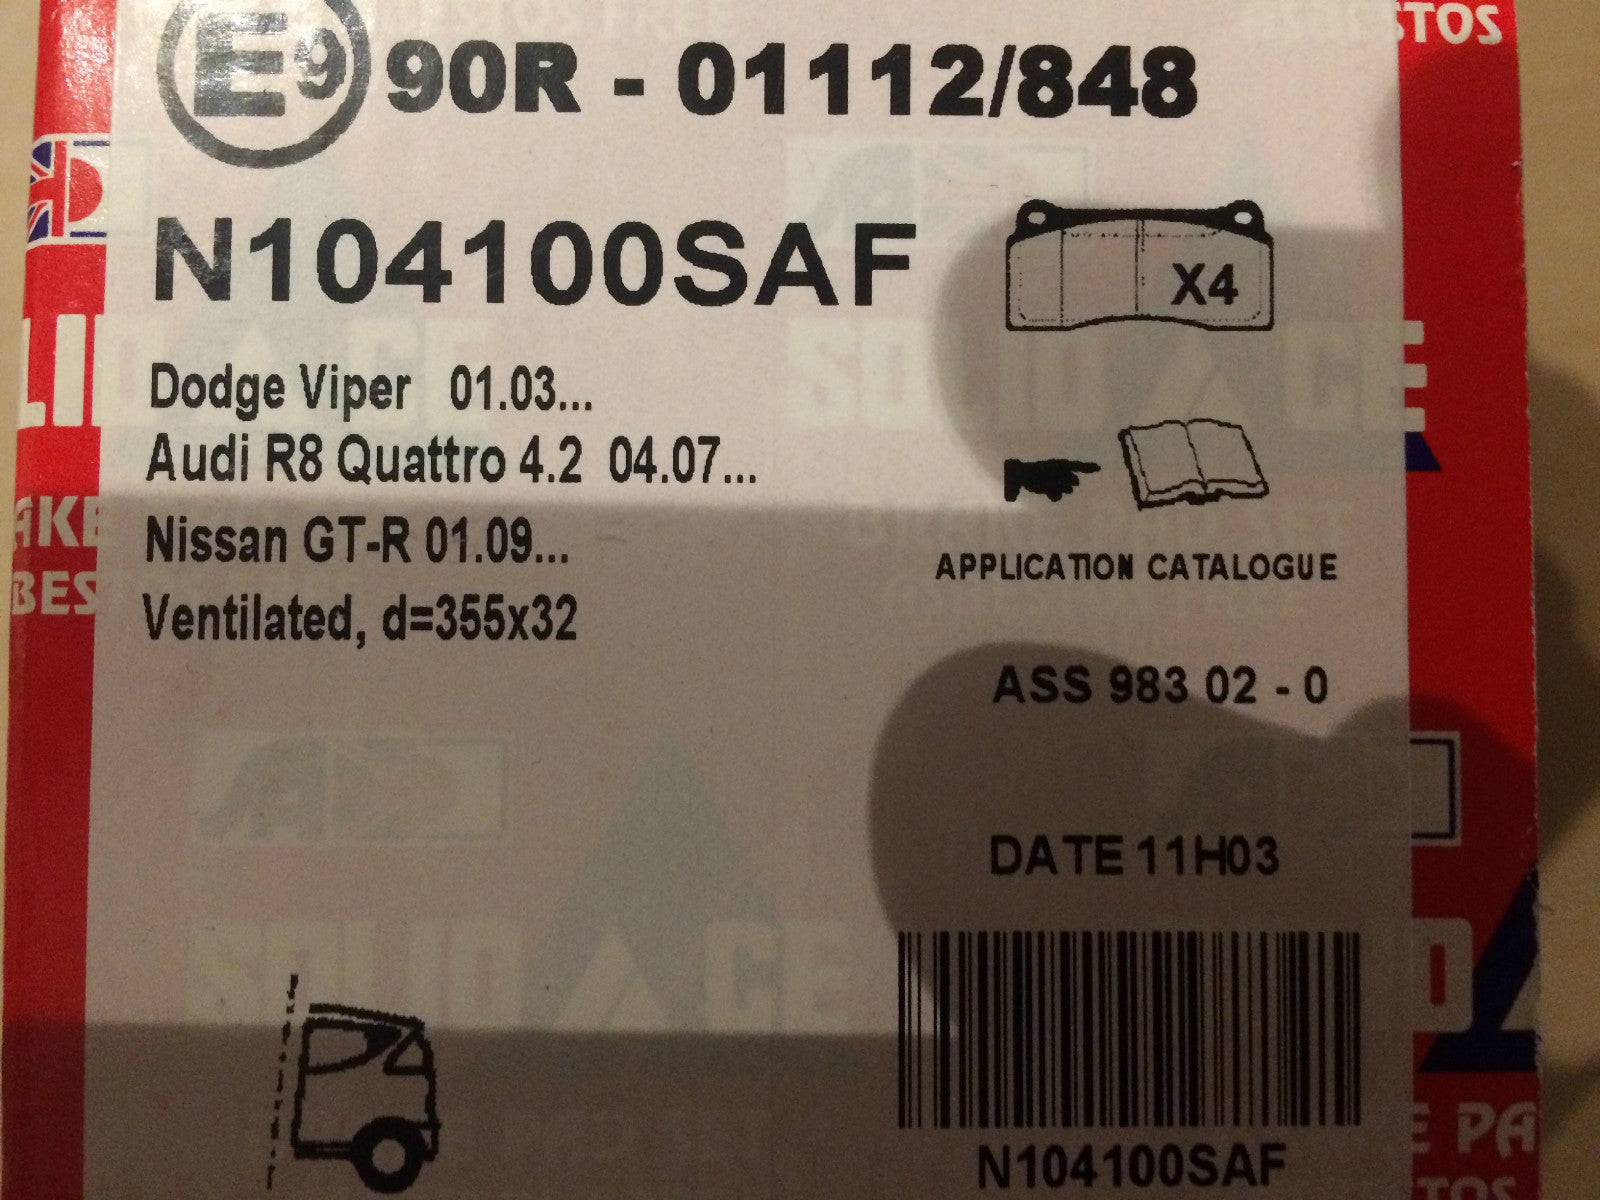 E9 90R - 01112/848
N104100SAF
X4
Dodge Viper 01.03...
Audi R8 Quattro 4.2 04.07...
Nissan GT-R 01.09...
Ventilated, d=355x32
APPLICATION CATALOGUE
ASS 983 02 - 0
DATE 11H03
N104100SAF